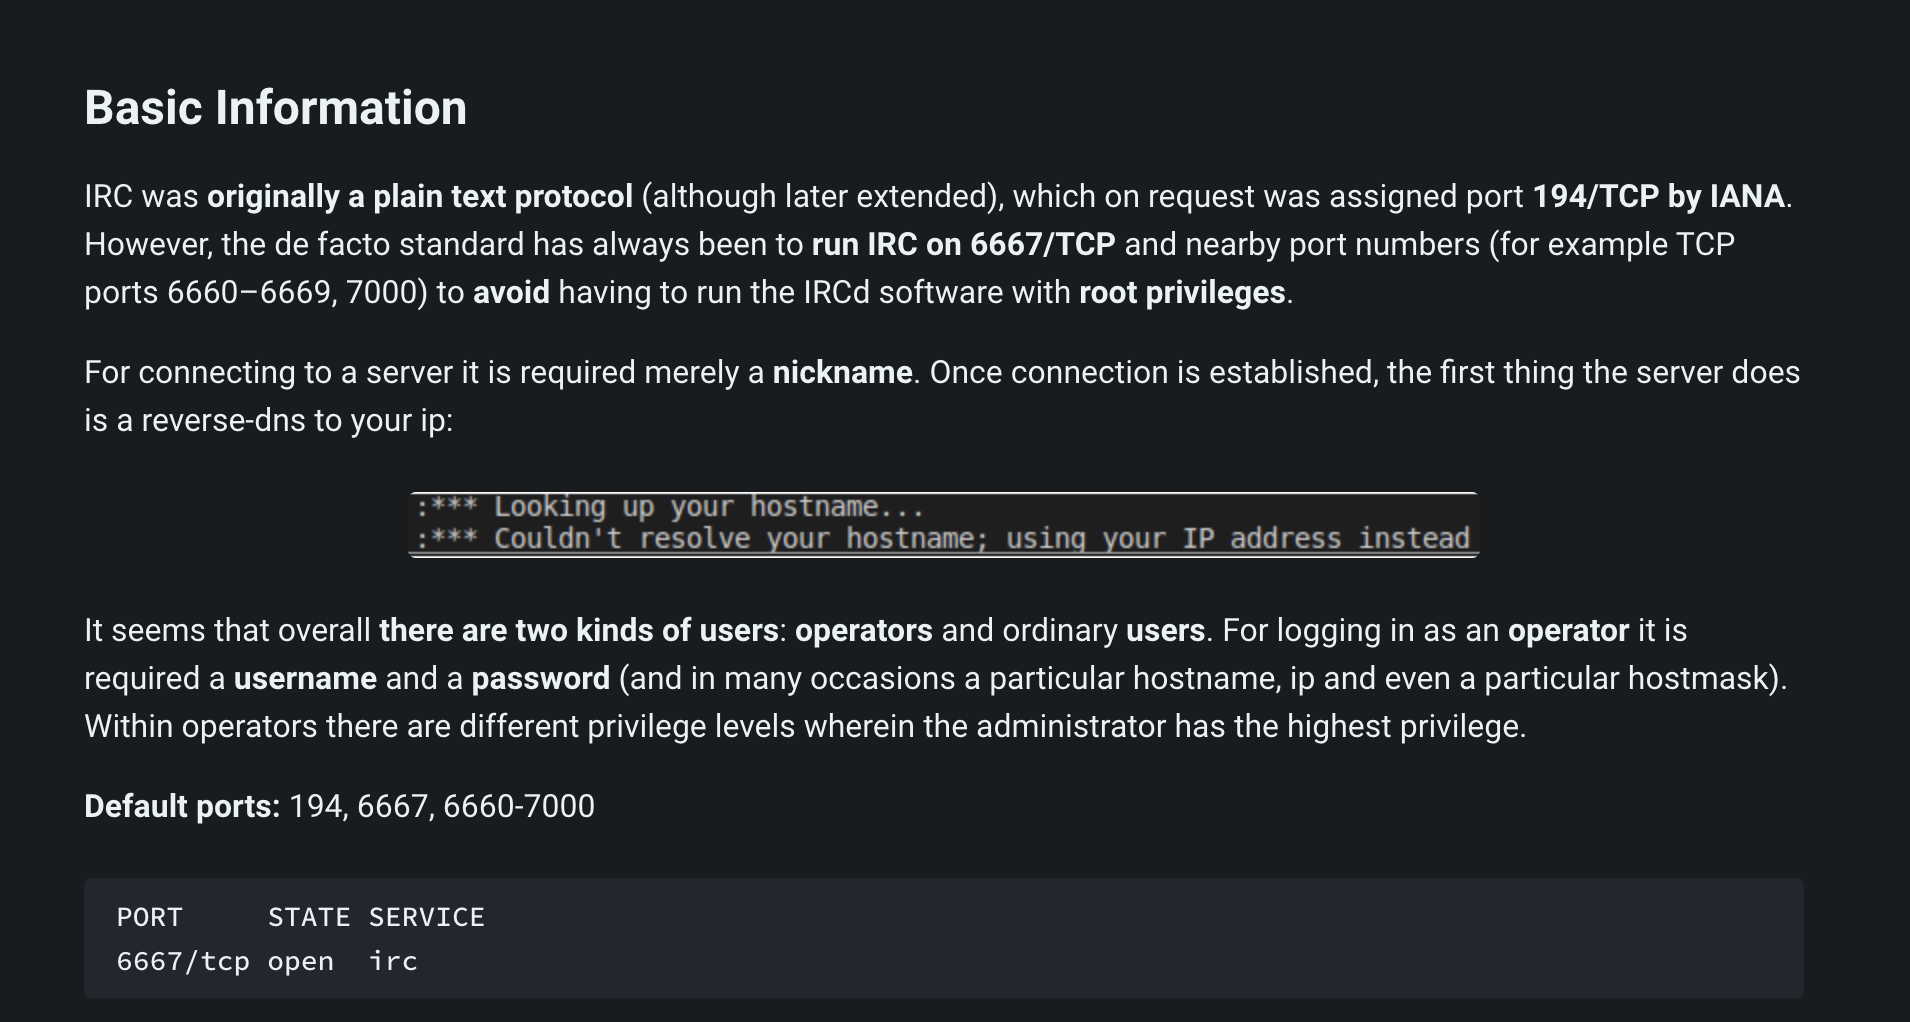 Basic Information
IRC was originally a plain text protocol (although later extended), which on request was assigned port 194/TCP by IANA.
However, the de facto standard has always been to run IRC on 6667/TCP and nearby port numbers (for example TCP
ports 6660–6669, 7000) to avoid having to run the IRCd software with root privileges.
For connecting to a server it is required merely a nickname. Once connection is established, the first thing the server does
is a reverse-dns to your ip:
:*** Looking up your hostname...
:*** Couldn't resolve your hostname; using your IP address instead
It seems that overall there are two kinds of users: operators and ordinary users. For logging in as an operator it is
required a username and a password (and in many occasions a particular hostname, ip and even a particular hostmask).
Within operators there are different privilege levels wherein the administrator has the highest privilege.
Default ports: 194, 6667, 6660-7000
PORT     STATE SERVICE
6667/tcp open  irc